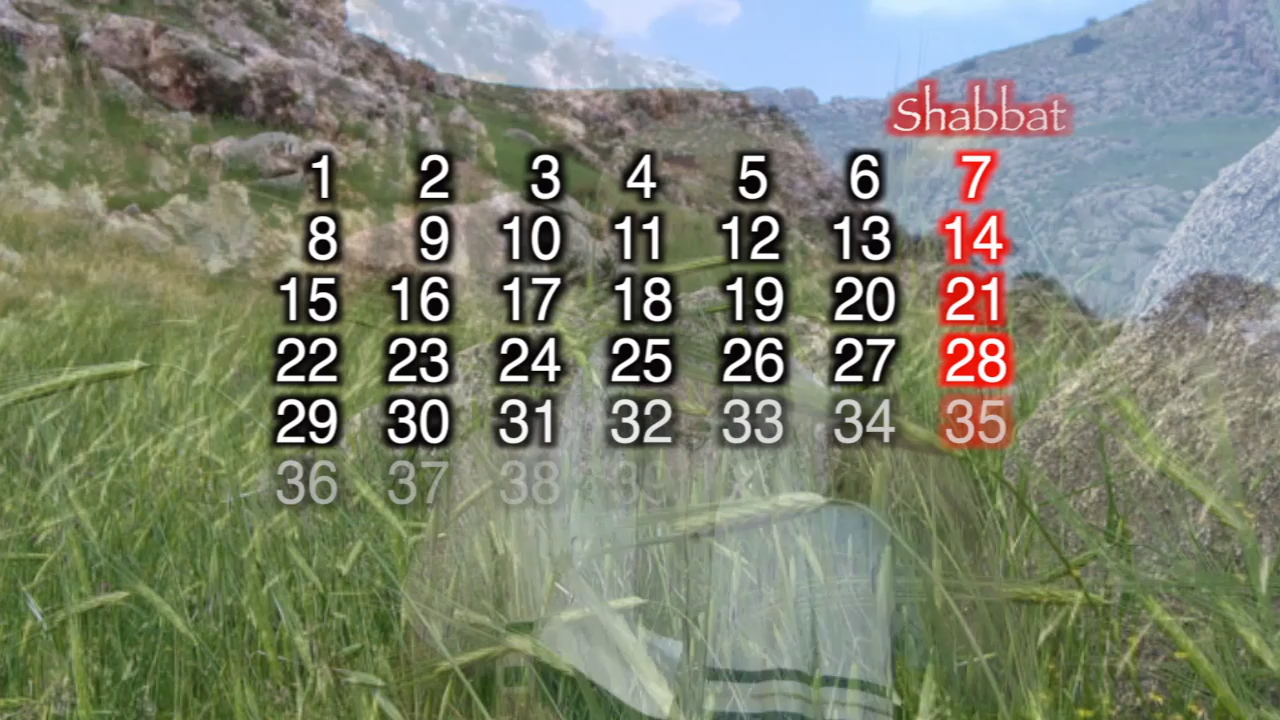 Shabbat
1 2 3 4 5 6 7
8 9 10 11 12 13 14
15 16 17 18 19 20 21
22 23 24 25 26 27 28
29 30 31 32 33 34 35
36 37 38 39